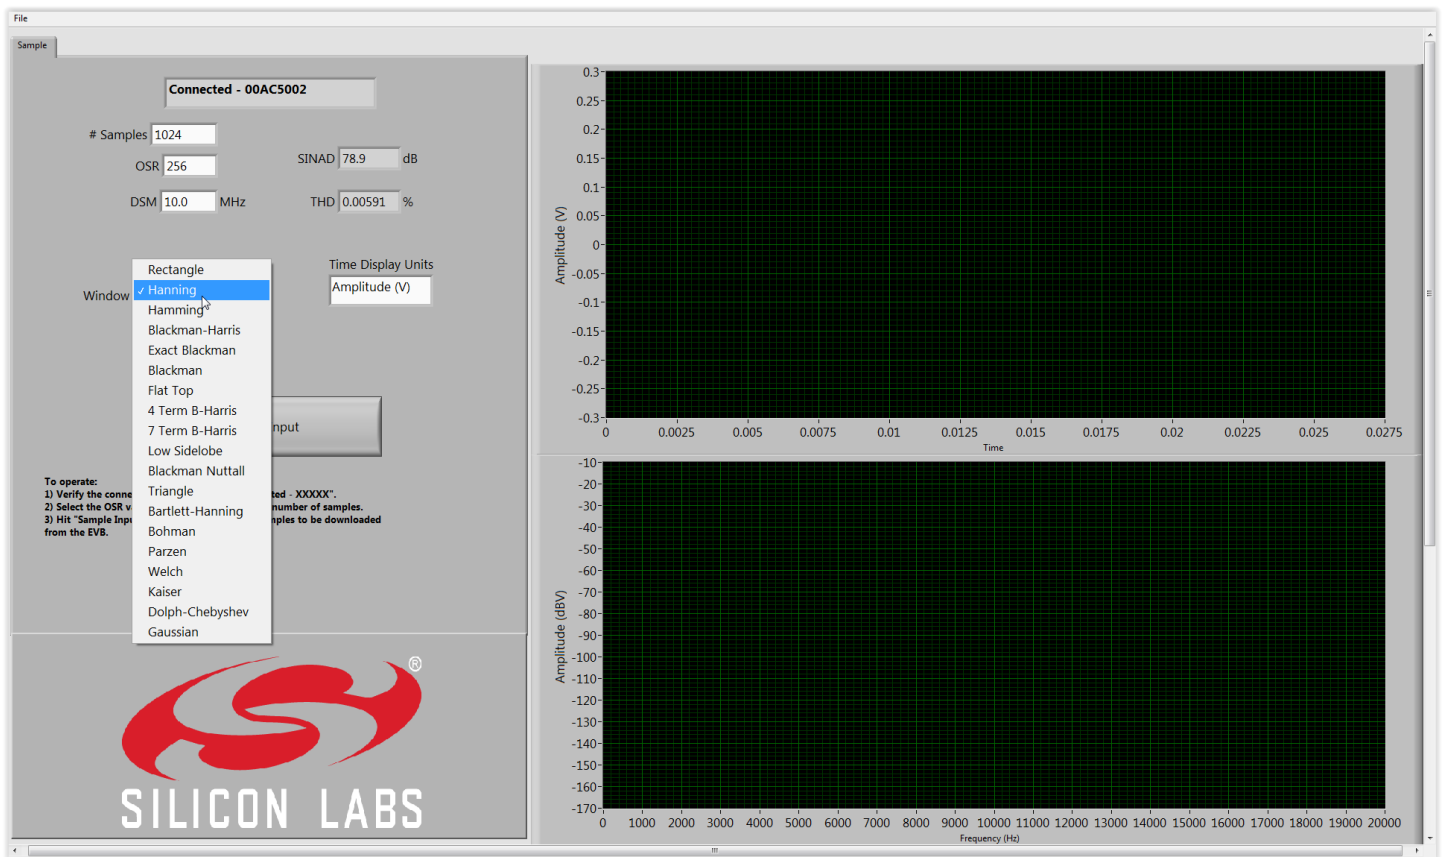 File
Sample
Connected - 00AC5002
# Samples 1024
OSR 256
SINAD 78.9 dB
DSM 10.0 MHz
THD 0.00591 %
Time Display Units
Amplitude (V)
Window
Rectangle
✓ Hanning
Hamming
Blackman-Harris
Exact Blackman
Blackman
Flat Top
4 Term B-Harris
7 Term B-Harris
Low Sidelobe
Blackman Nuttall
Triangle
Bartlett-Hanning
Bohman
Parzen
Welch
Kaiser
Dolph-Chebyshev
Gaussian
nput
To operate:
1) Verify the conne ted - XXXXX".
2) Select the OSR v number of samples.
3) Hit "Sample Inpu mples to be downloaded
from the EVB.
®
SILICON LABS
Amplitude (V)
0.3
0.25
0.2
0.15
0.1
0.05
0
-0.05
-0.1
-0.15
-0.2
-0.25
-0.3
0 0.0025 0.005 0.0075 0.01 0.0125 0.015 0.0175 0.02 0.0225 0.025 0.0275
Time
Amplitude (dBV)
-10
-20
-30
-40
-50
-60
-70
-80
-90
-100
-110
-120
-130
-140
-150
-160
-170
0 1000 2000 3000 4000 5000 6000 7000 8000 9000 10000 11000 12000 13000 14000 15000 16000 17000 18000 19000 20000
Frequency (Hz)